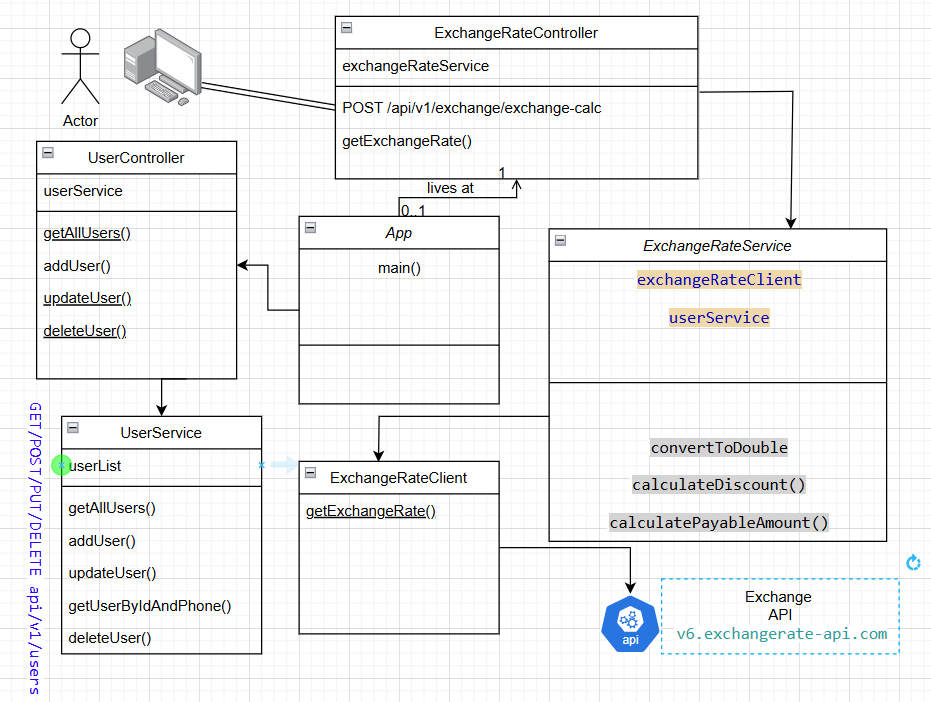 Actor
ExchangeRateController
exchangeRateService
POST /api/v1/exchange/exchange-calc
getExchangeRate()
1
lives at
0..1
UserController
userService
getAllUsers()
addUser()
updateUser()
deleteUser()
App
main()
ExchangeRateService
exchangeRateClient
userService
convertToDouble
calculateDiscount()
calculatePayableAmount()
GET/POST/PUT/DELETE api/v1/users
UserService
userList
getAllUsers()
addUser()
updateUser()
getUserByIdAndPhone()
deleteUser()
ExchangeRateClient
getExchangeRate()
api
Exchange
API
v6.exchangerate-api.com